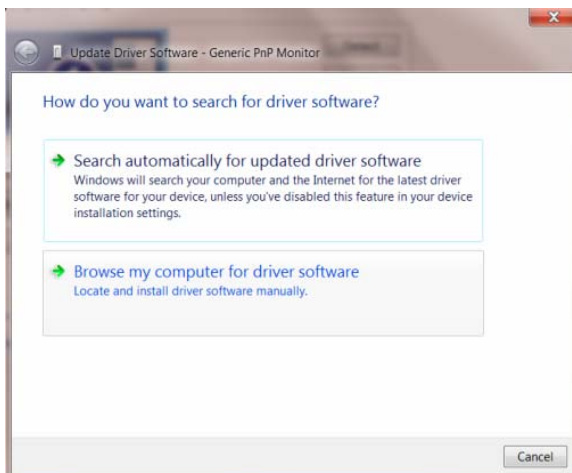 Update Driver Software - Generic PnP Monitor
How do you want to search for driver software?
Search automatically for updated driver software
Windows will search your computer and the Internet for the latest driver
software for your device, unless you've disabled this feature in your device
installation settings.
Browse my computer for driver software
Locate and install driver software manually.
Cancel